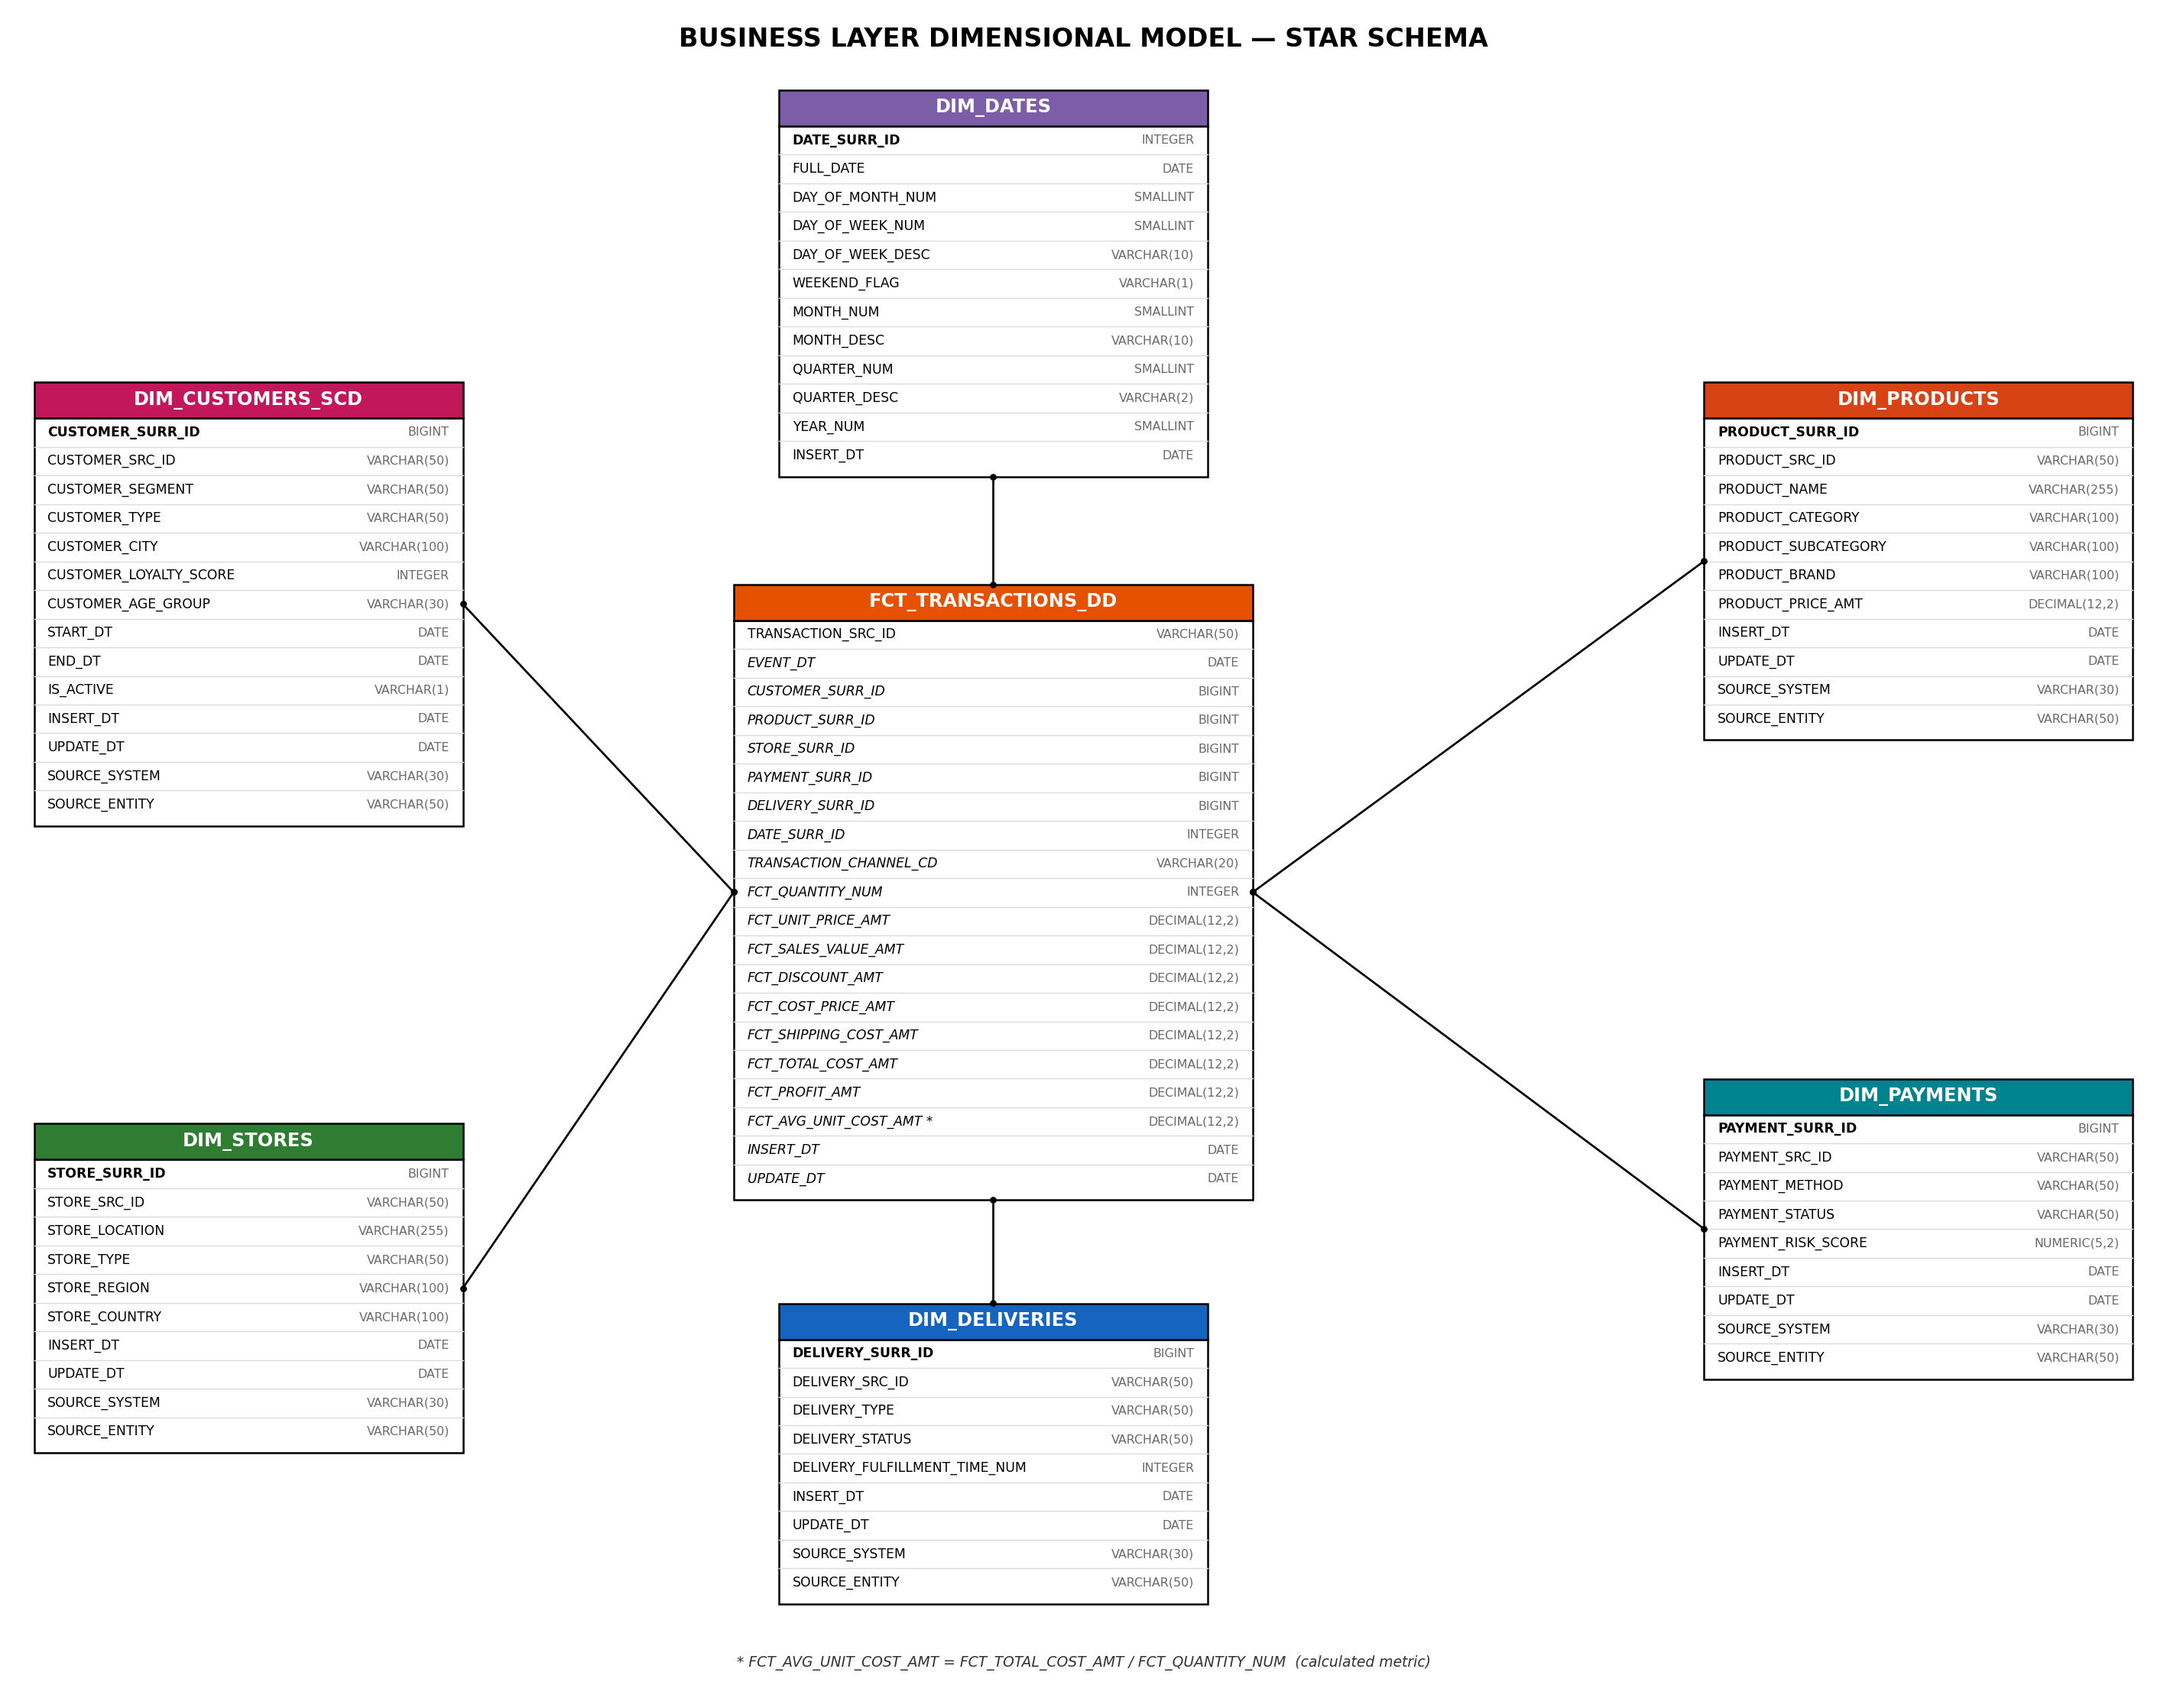 BUSINESS LAYER DIMENSIONAL MODEL — STAR SCHEMA
DIM_DATES
DATE_SURR_ID INTEGER
FULL_DATE DATE
DAY_OF_MONTH_NUM SMALLINT
DAY_OF_WEEK_NUM SMALLINT
DAY_OF_WEEK_DESC VARCHAR(10)
WEEKEND_FLAG VARCHAR(1)
MONTH_NUM SMALLINT
MONTH_DESC VARCHAR(10)
QUARTER_NUM SMALLINT
QUARTER_DESC VARCHAR(2)
YEAR_NUM SMALLINT
INSERT_DT DATE
DIM_CUSTOMERS_SCD
CUSTOMER_SURR_ID BIGINT
CUSTOMER_SRC_ID VARCHAR(50)
CUSTOMER_SEGMENT VARCHAR(50)
CUSTOMER_TYPE VARCHAR(50)
CUSTOMER_CITY VARCHAR(100)
CUSTOMER_LOYALTY_SCORE INTEGER
CUSTOMER_AGE_GROUP VARCHAR(30)
START_DT DATE
END_DT DATE
IS_ACTIVE VARCHAR(1)
INSERT_DT DATE
UPDATE_DT DATE
SOURCE_SYSTEM VARCHAR(30)
SOURCE_ENTITY VARCHAR(50)
DIM_PRODUCTS
PRODUCT_SURR_ID BIGINT
PRODUCT_SRC_ID VARCHAR(50)
PRODUCT_NAME VARCHAR(255)
PRODUCT_CATEGORY VARCHAR(100)
PRODUCT_SUBCATEGORY VARCHAR(100)
PRODUCT_BRAND VARCHAR(100)
PRODUCT_PRICE_AMT DECIMAL(12,2)
INSERT_DT DATE
UPDATE_DT DATE
SOURCE_SYSTEM VARCHAR(30)
SOURCE_ENTITY VARCHAR(50)
FCT_TRANSACTIONS_DD
TRANSACTION_SRC_ID VARCHAR(50)
EVENT_DT DATE
CUSTOMER_SURR_ID BIGINT
PRODUCT_SURR_ID BIGINT
STORE_SURR_ID BIGINT
PAYMENT_SURR_ID BIGINT
DELIVERY_SURR_ID BIGINT
DATE_SURR_ID INTEGER
TRANSACTION_CHANNEL_CD VARCHAR(20)
FCT_QUANTITY_NUM INTEGER
FCT_UNIT_PRICE_AMT DECIMAL(12,2)
FCT_SALES_VALUE_AMT DECIMAL(12,2)
FCT_DISCOUNT_AMT DECIMAL(12,2)
FCT_COST_PRICE_AMT DECIMAL(12,2)
FCT_SHIPPING_COST_AMT DECIMAL(12,2)
FCT_TOTAL_COST_AMT DECIMAL(12,2)
FCT_PROFIT_AMT DECIMAL(12,2)
FCT_AVG_UNIT_COST_AMT * DECIMAL(12,2)
INSERT_DT DATE
UPDATE_DT DATE
DIM_STORES
STORE_SURR_ID BIGINT
STORE_SRC_ID VARCHAR(50)
STORE_LOCATION VARCHAR(255)
STORE_TYPE VARCHAR(50)
STORE_REGION VARCHAR(100)
STORE_COUNTRY VARCHAR(100)
INSERT_DT DATE
UPDATE_DT DATE
SOURCE_SYSTEM VARCHAR(30)
SOURCE_ENTITY VARCHAR(50)
DIM_PAYMENTS
PAYMENT_SURR_ID BIGINT
PAYMENT_SRC_ID VARCHAR(50)
PAYMENT_METHOD VARCHAR(50)
PAYMENT_STATUS VARCHAR(50)
PAYMENT_RISK_SCORE NUMERIC(5,2)
INSERT_DT DATE
UPDATE_DT DATE
SOURCE_SYSTEM VARCHAR(30)
SOURCE_ENTITY VARCHAR(50)
DIM_DELIVERIES
DELIVERY_SURR_ID BIGINT
DELIVERY_SRC_ID VARCHAR(50)
DELIVERY_TYPE VARCHAR(50)
DELIVERY_STATUS VARCHAR(50)
DELIVERY_FULFILLMENT_TIME_NUM INTEGER
INSERT_DT DATE
UPDATE_DT DATE
SOURCE_SYSTEM VARCHAR(30)
SOURCE_ENTITY VARCHAR(50)
* FCT_AVG_UNIT_COST_AMT = FCT_TOTAL_COST_AMT / FCT_QUANTITY_NUM (calculated metric)